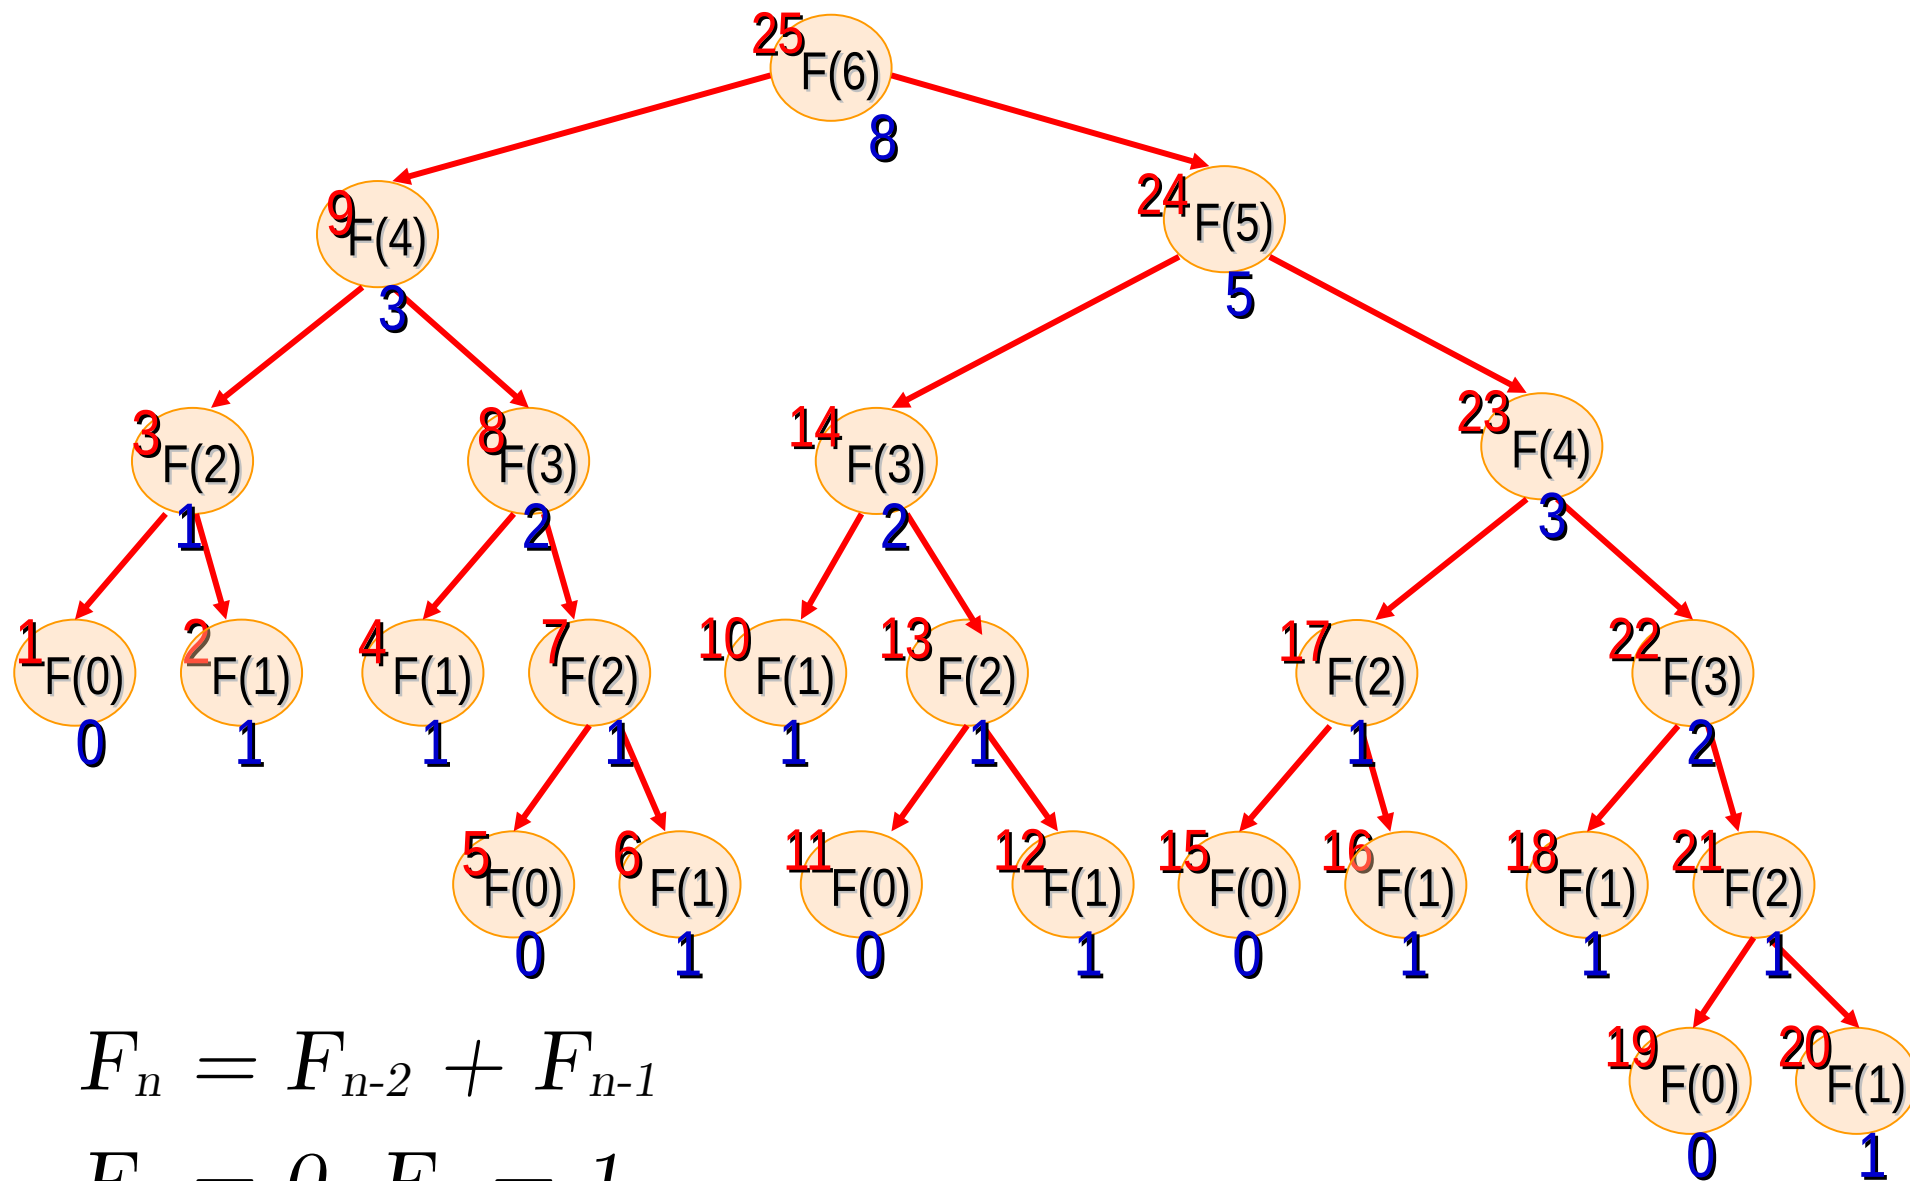 25 F(6) 8
9 F(4) 3
24 F(5) 5
3 F(2) 1
8 F(3) 2
14 F(3) 2
23 F(4) 3
1 F(0) 0
2 F(1) 1
4 F(1) 1
7 F(2) 1
10 F(1) 1
13 F(2) 1
17 F(2) 1
22 F(3) 2
5 F(0) 0
6 F(1) 1
11 F(0) 0
12 F(1) 1
15 F(0) 0
16 F(1) 1
18 F(1) 1
21 F(2) 1
19 F(0) 0
20 F(1) 1
Fn = Fn-2 + Fn-1
F = 0 F = 1